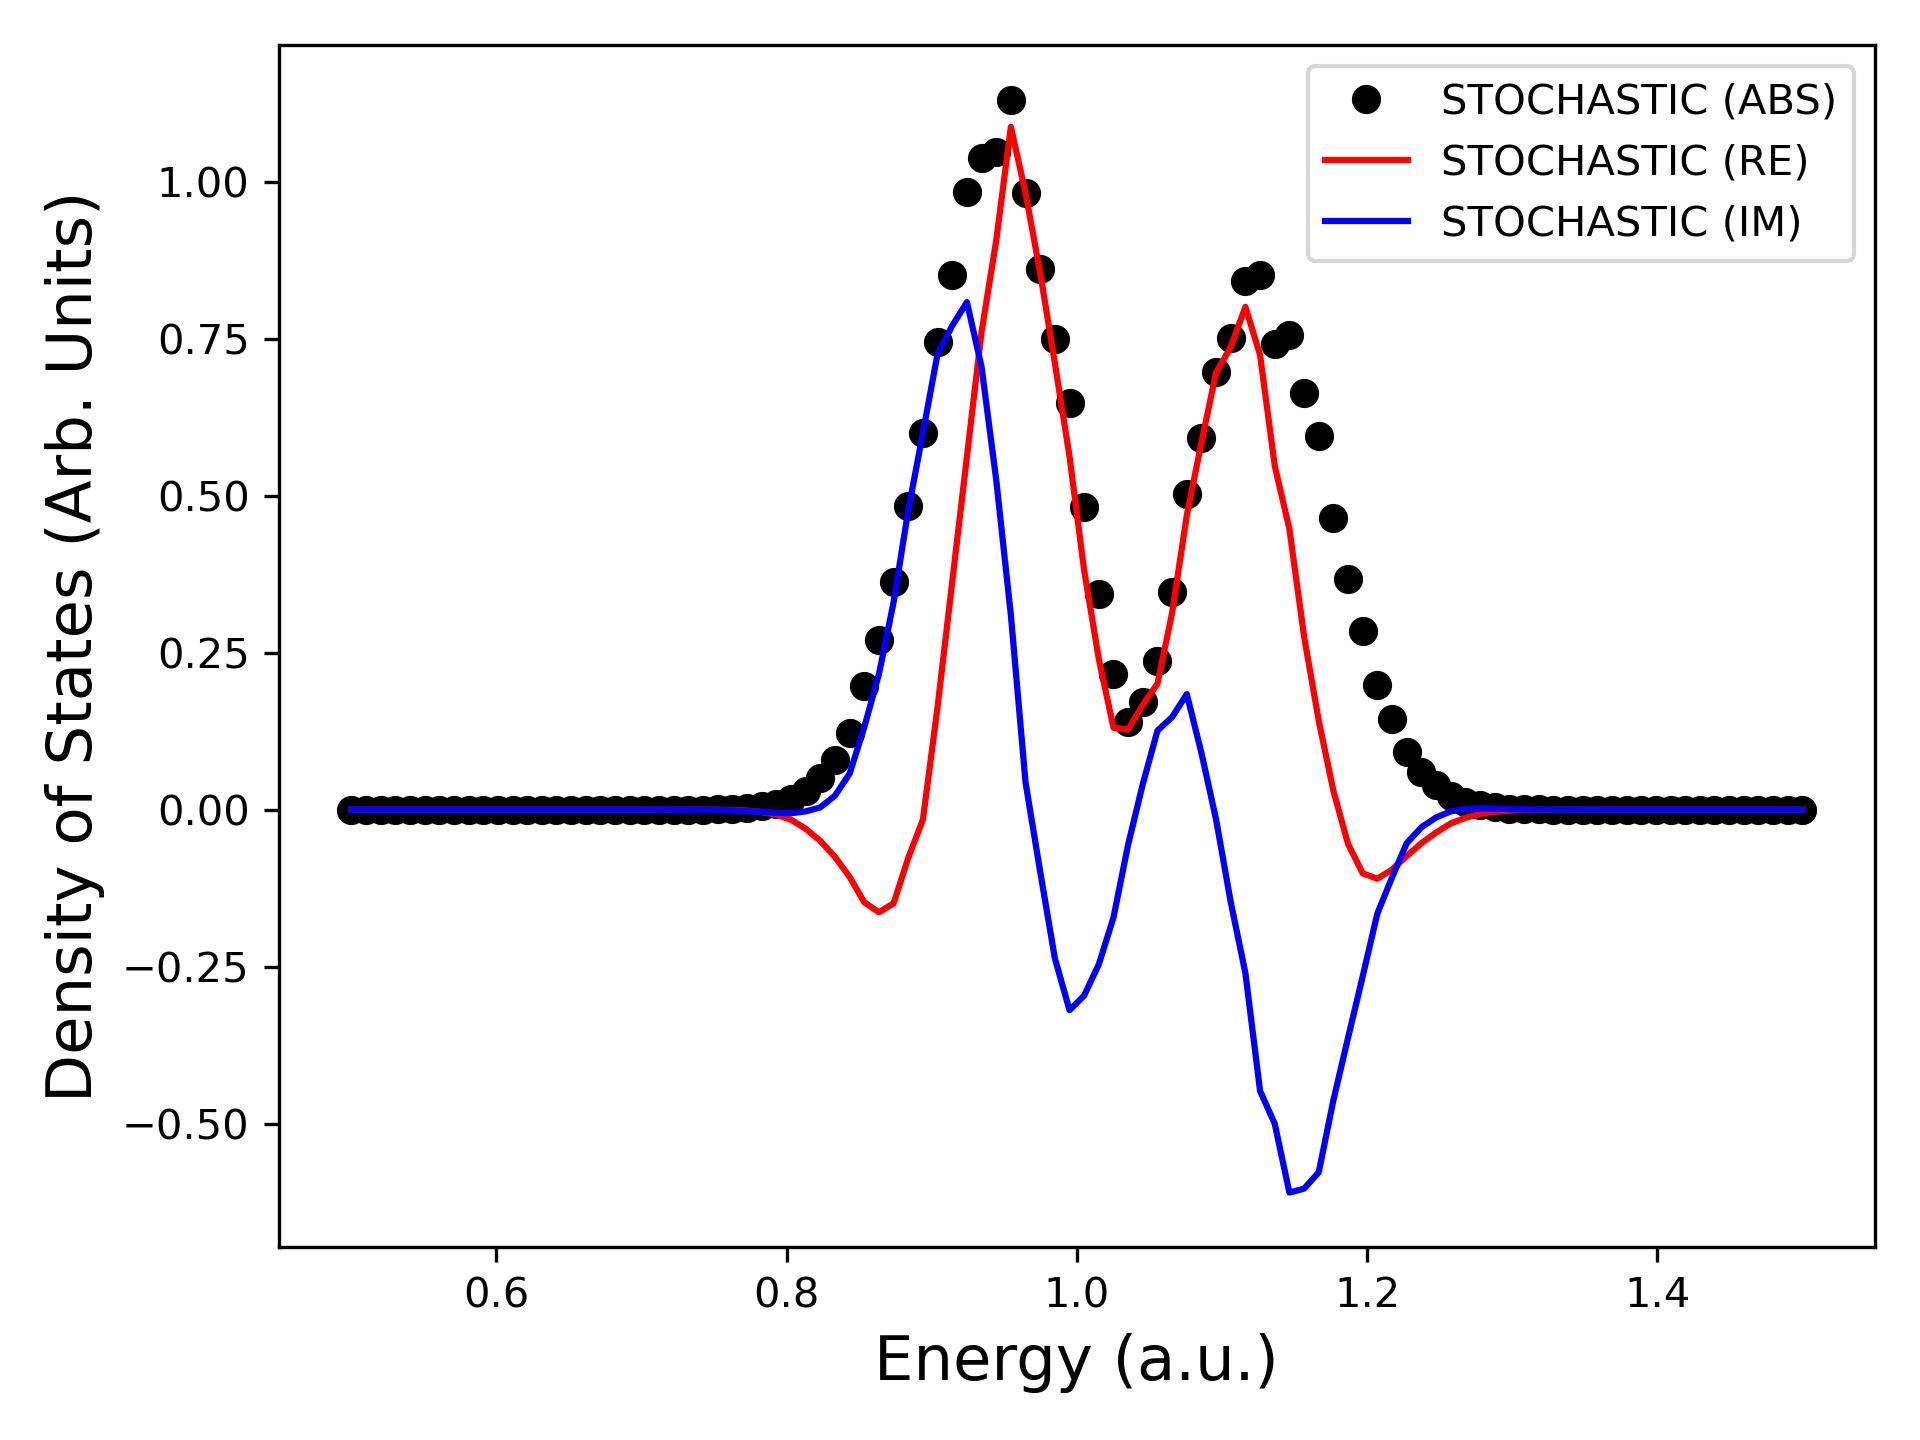 STOCHASTIC (ABS)
STOCHASTIC (RE)
STOCHASTIC (IM)
Density of States (Arb. Units)
1.00
0.75
0.50
0.25
0.00
−0.25
−0.50
0.6 0.8 1.0 1.2 1.4
Energy (a.u.)